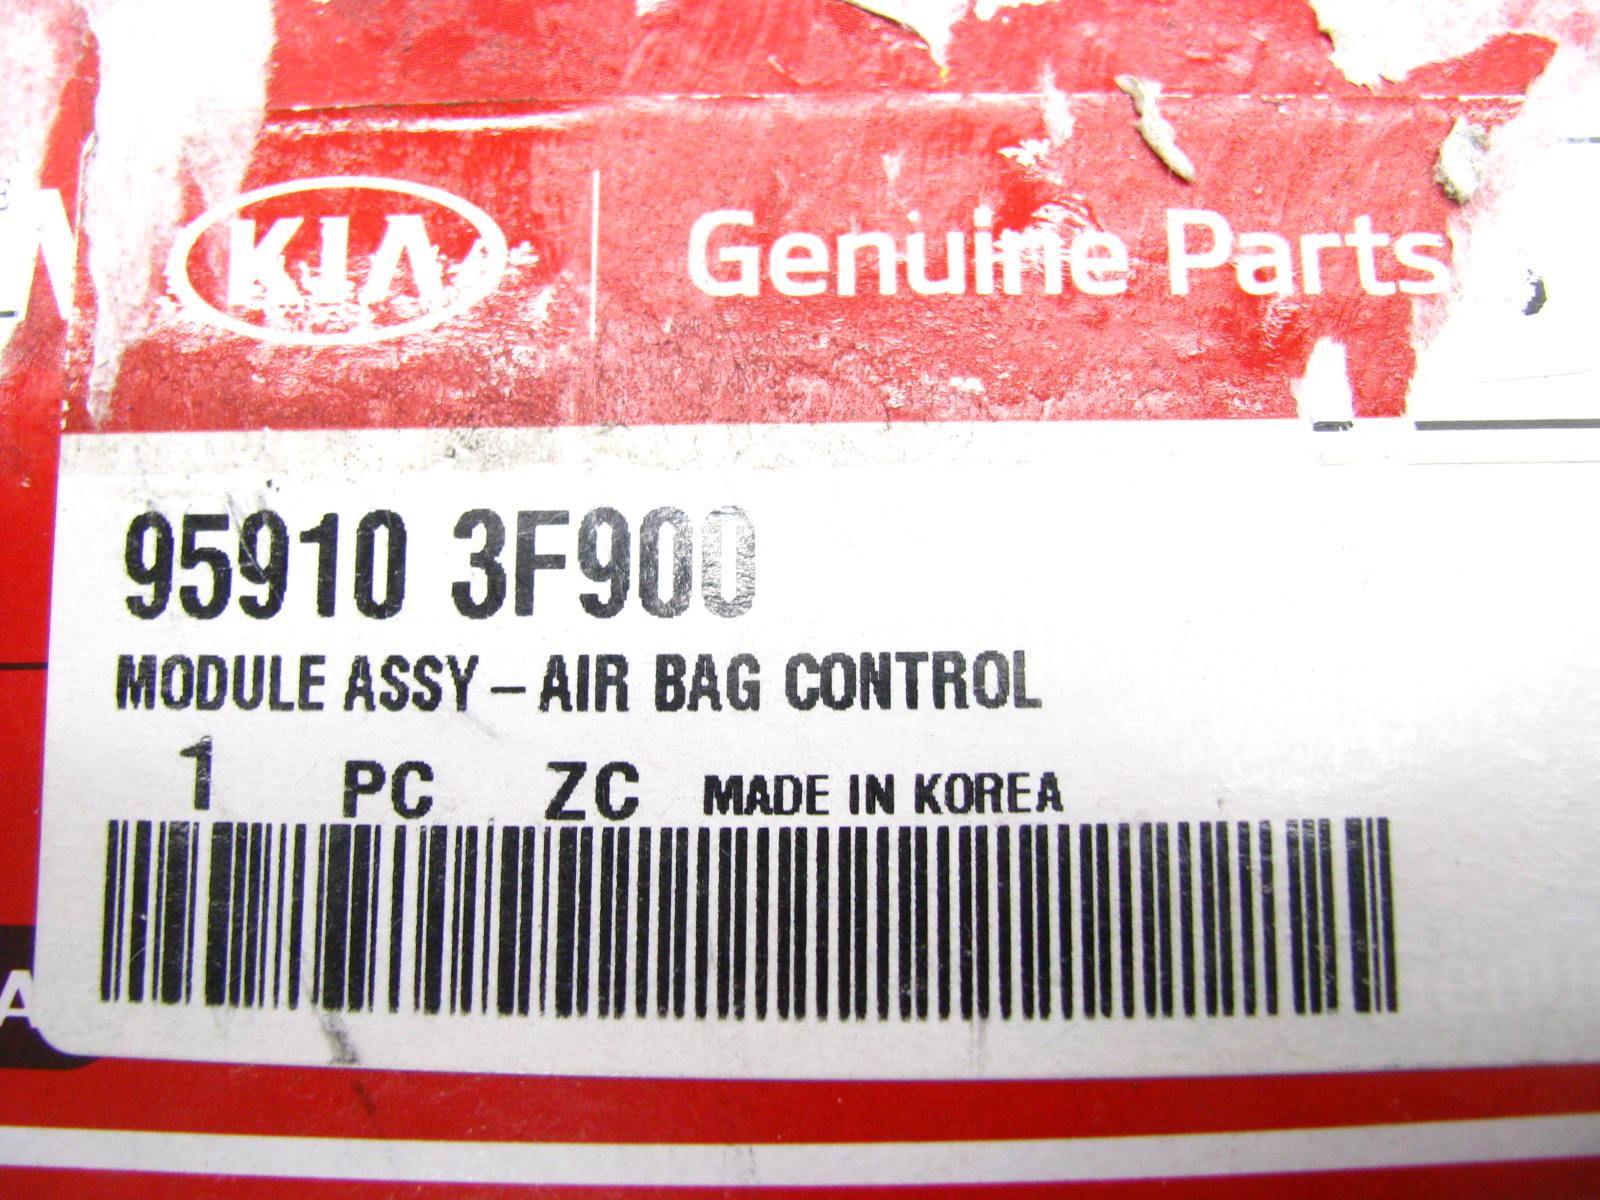 KIA Genuine Parts
95910 3F900
MODULE ASSY – AIR BAG CONTROL
1 PC ZC MADE IN KOREA